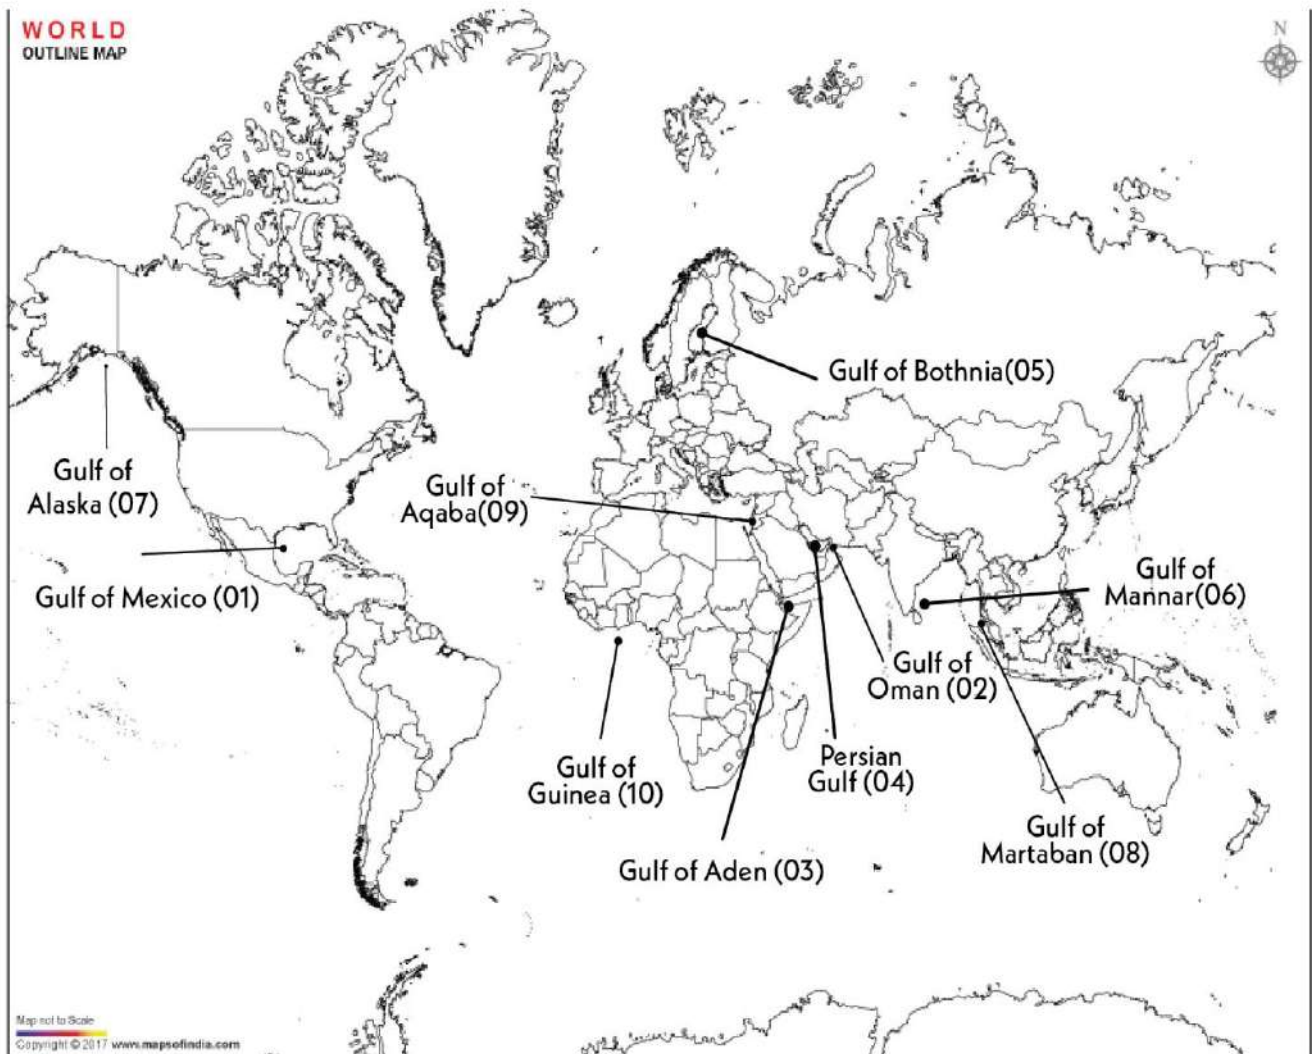 WORLD
OUTLINE MAP
N
Gulf of Bothnia(05)
Gulf of
Alaska (07)
Gulf of
Aqaba(09)
Gulf of Mexico (01)
Gulf of
Mannar(06)
Gulf of
Oman (02)
Gulf of
Guinea (10)
Persian
Gulf (04)
Gulf of
Martaban (08)
Gulf of Aden (03)
Map not to Scale
Copyright © 2017 www.mapsofindia.com